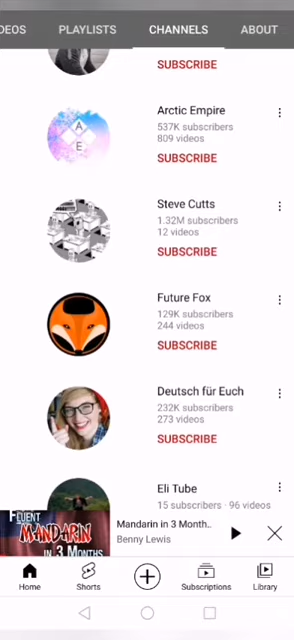 DEOS PLAYLISTS CHANNELS ABOUT
SUBSCRIBE
Arctic Empire
537K subscribers
809 videos
SUBSCRIBE
A
E
Steve Cutts
1.32M subscribers
12 videos
SUBSCRIBE
Future Fox
129K subscribers
244 videos
SUBSCRIBE
Deutsch für Euch
232K subscribers
273 videos
SUBSCRIBE
Eli Tube
15 subscribers · 96 videos
FLUENT
MANDARIN
IN 3 MONTHS
Mandarin in 3 Month..
Benny Lewis
Home Shorts Subscriptions Library